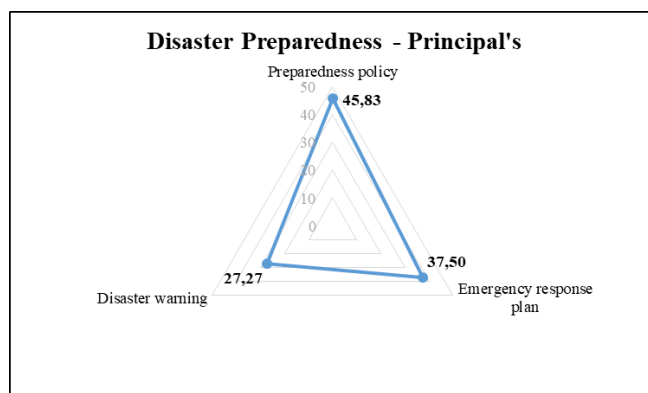 Disaster Preparedness - Principal's
Preparedness policy
50
45,83
40
30
20
10
0
37,50
27,27
Disaster warning
Emergency response
plan